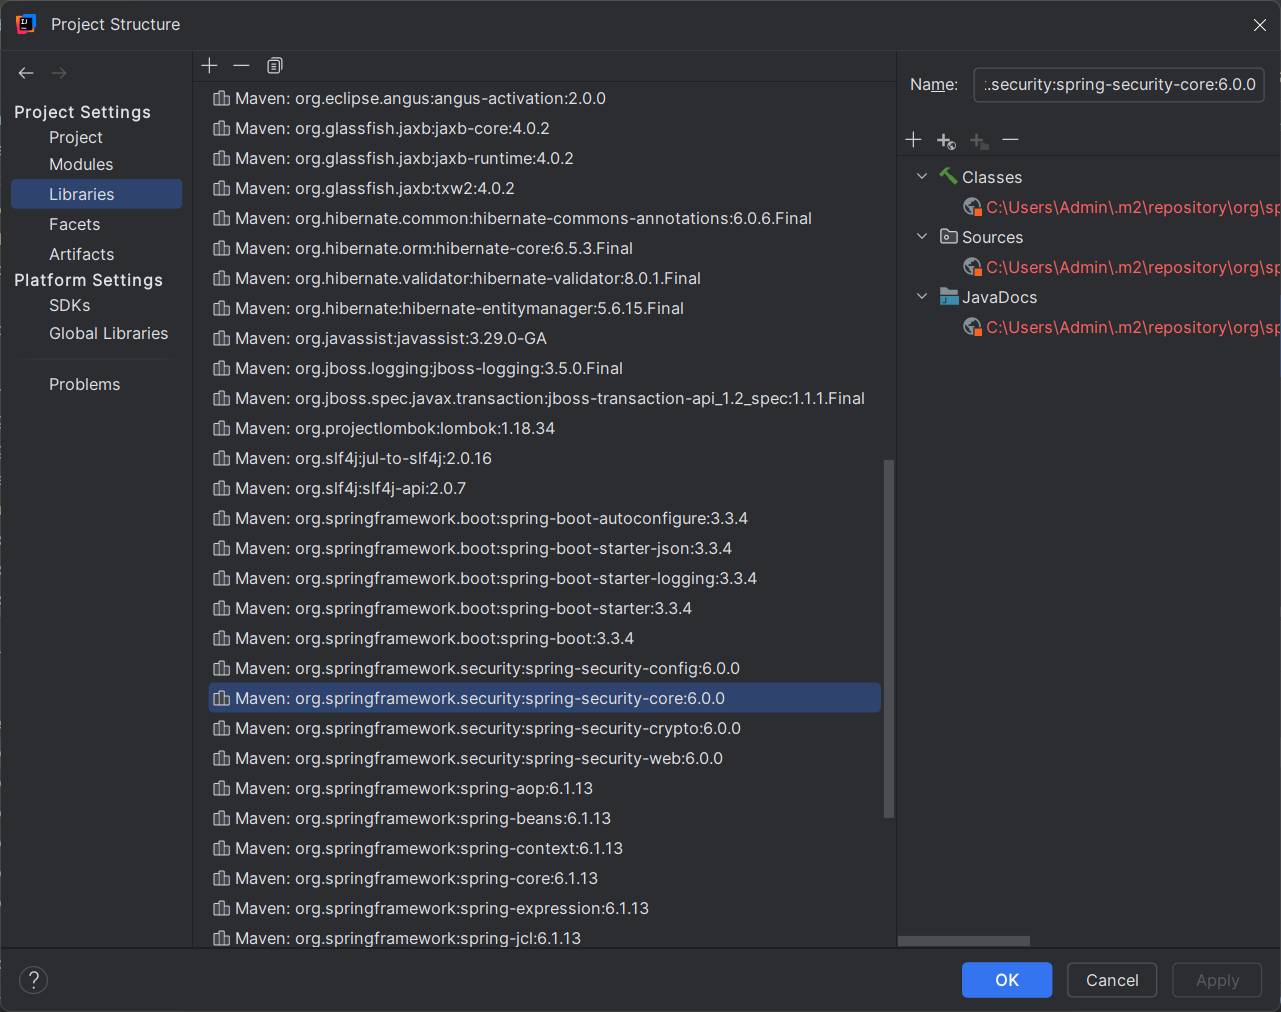 Project Structure
Project Settings
Project
Modules
Libraries
Facets
Artifacts
Platform Settings
SDKs
Global Libraries
Problems
Maven: org.eclipse.angus:angus-activation:2.0.0
Maven: org.glassfish.jaxb:jaxb-core:4.0.2
Maven: org.glassfish.jaxb:jaxb-runtime:4.0.2
Maven: org.glassfish.jaxb:txw2:4.0.2
Maven: org.hibernate.common:hibernate-commons-annotations:6.0.6.Final
Maven: org.hibernate.orm:hibernate-core:6.5.3.Final
Maven: org.hibernate.validator:hibernate-validator:8.0.1.Final
Maven: org.hibernate:hibernate-entitymanager:5.6.15.Final
Maven: org.javassist:javassist:3.29.0-GA
Maven: org.jboss.logging:jboss-logging:3.5.0.Final
Maven: org.jboss.spec.javax.transaction:jboss-transaction-api_1.2_spec:1.1.1.Final
Maven: org.projectlombok:lombok:1.18.34
Maven: org.slf4j:jul-to-slf4j:2.0.16
Maven: org.slf4j:slf4j-api:2.0.7
Maven: org.springframework.boot:spring-boot-autoconfigure:3.3.4
Maven: org.springframework.boot:spring-boot-starter-json:3.3.4
Maven: org.springframework.boot:spring-boot-starter-logging:3.3.4
Maven: org.springframework.boot:spring-boot-starter:3.3.4
Maven: org.springframework.boot:spring-boot:3.3.4
Maven: org.springframework.security:spring-security-config:6.0.0
Maven: org.springframework.security:spring-security-core:6.0.0
Maven: org.springframework.security:spring-security-crypto:6.0.0
Maven: org.springframework.security:spring-security-web:6.0.0
Maven: org.springframework:spring-aop:6.1.13
Maven: org.springframework:spring-beans:6.1.13
Maven: org.springframework:spring-context:6.1.13
Maven: org.springframework:spring-core:6.1.13
Maven: org.springframework:spring-expression:6.1.13
Maven: org.springframework:spring-jcl:6.1.13
Name: .security:spring-security-core:6.0.0
Classes
C:\Users\Admin\.m2\repository\org\sp
Sources
C:\Users\Admin\.m2\repository\org\sp
JavaDocs
C:\Users\Admin\.m2\repository\org\sp
?
OK
Cancel
Apply